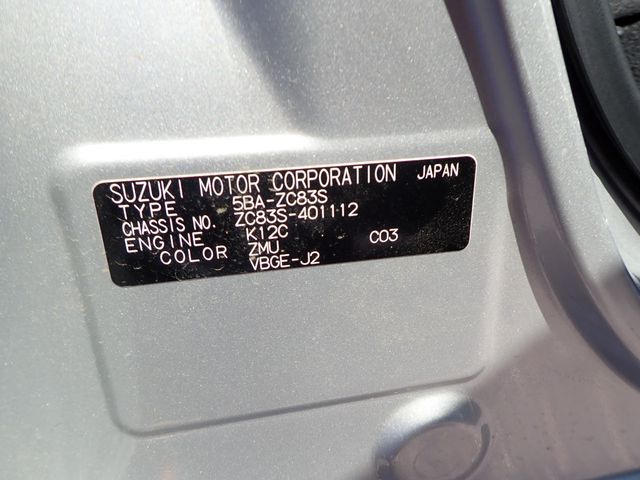 SUZUKI MOTOR CORPORATION JAPAN
TYPE 5BA-ZC83S
CHASSIS NO. ZC83S-401112
ENGINE K12C C03
COLOR ZMU
VBGE-J2